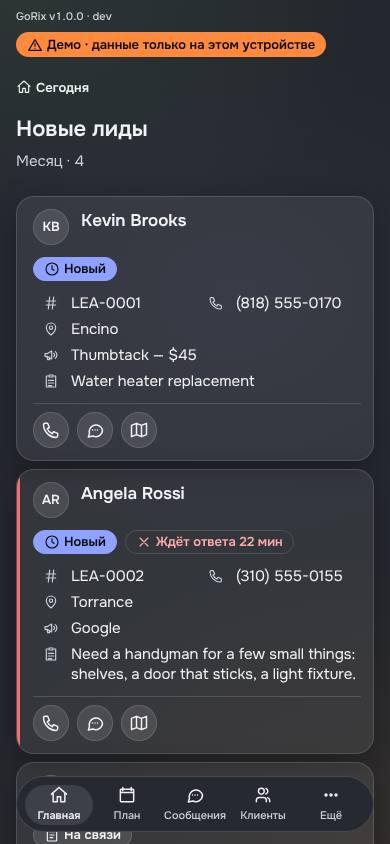 GoRix v1.0.0 · dev
Демо · данные только на этом устройстве
Сегодня
Новые лиды
Месяц · 4
KB
Kevin Brooks
Новый
# LEA-0001
(818) 555-0170
Encino
Thumbtack — $45
Water heater replacement
AR
Angela Rossi
Новый
Ждёт ответа 22 мин
# LEA-0002
(310) 555-0155
Torrance
Google
Need a handyman for a few small things:
shelves, a door that sticks, a light fixture.
Главная
План
Сообщения
Клиенты
Ещё
На связи